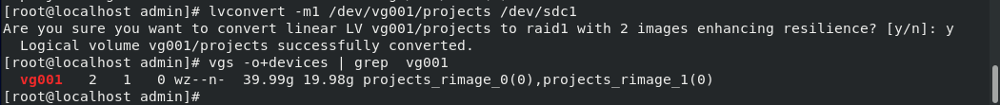 [root@localhost admin]# lvconvert -m1 /dev/vg001/projects /dev/sdc1
Are you sure you want to convert linear LV vg001/projects to raid1 with 2 images enhancing resilience? [y/n]: y
  Logical volume vg001/projects successfully converted.
[root@localhost admin]# vgs -o+devices | grep  vg001
  vg001   2   1   0 wz--n-  39.99g 19.98g projects_rimage_0(0),projects_rimage_1(0)
[root@localhost admin]#